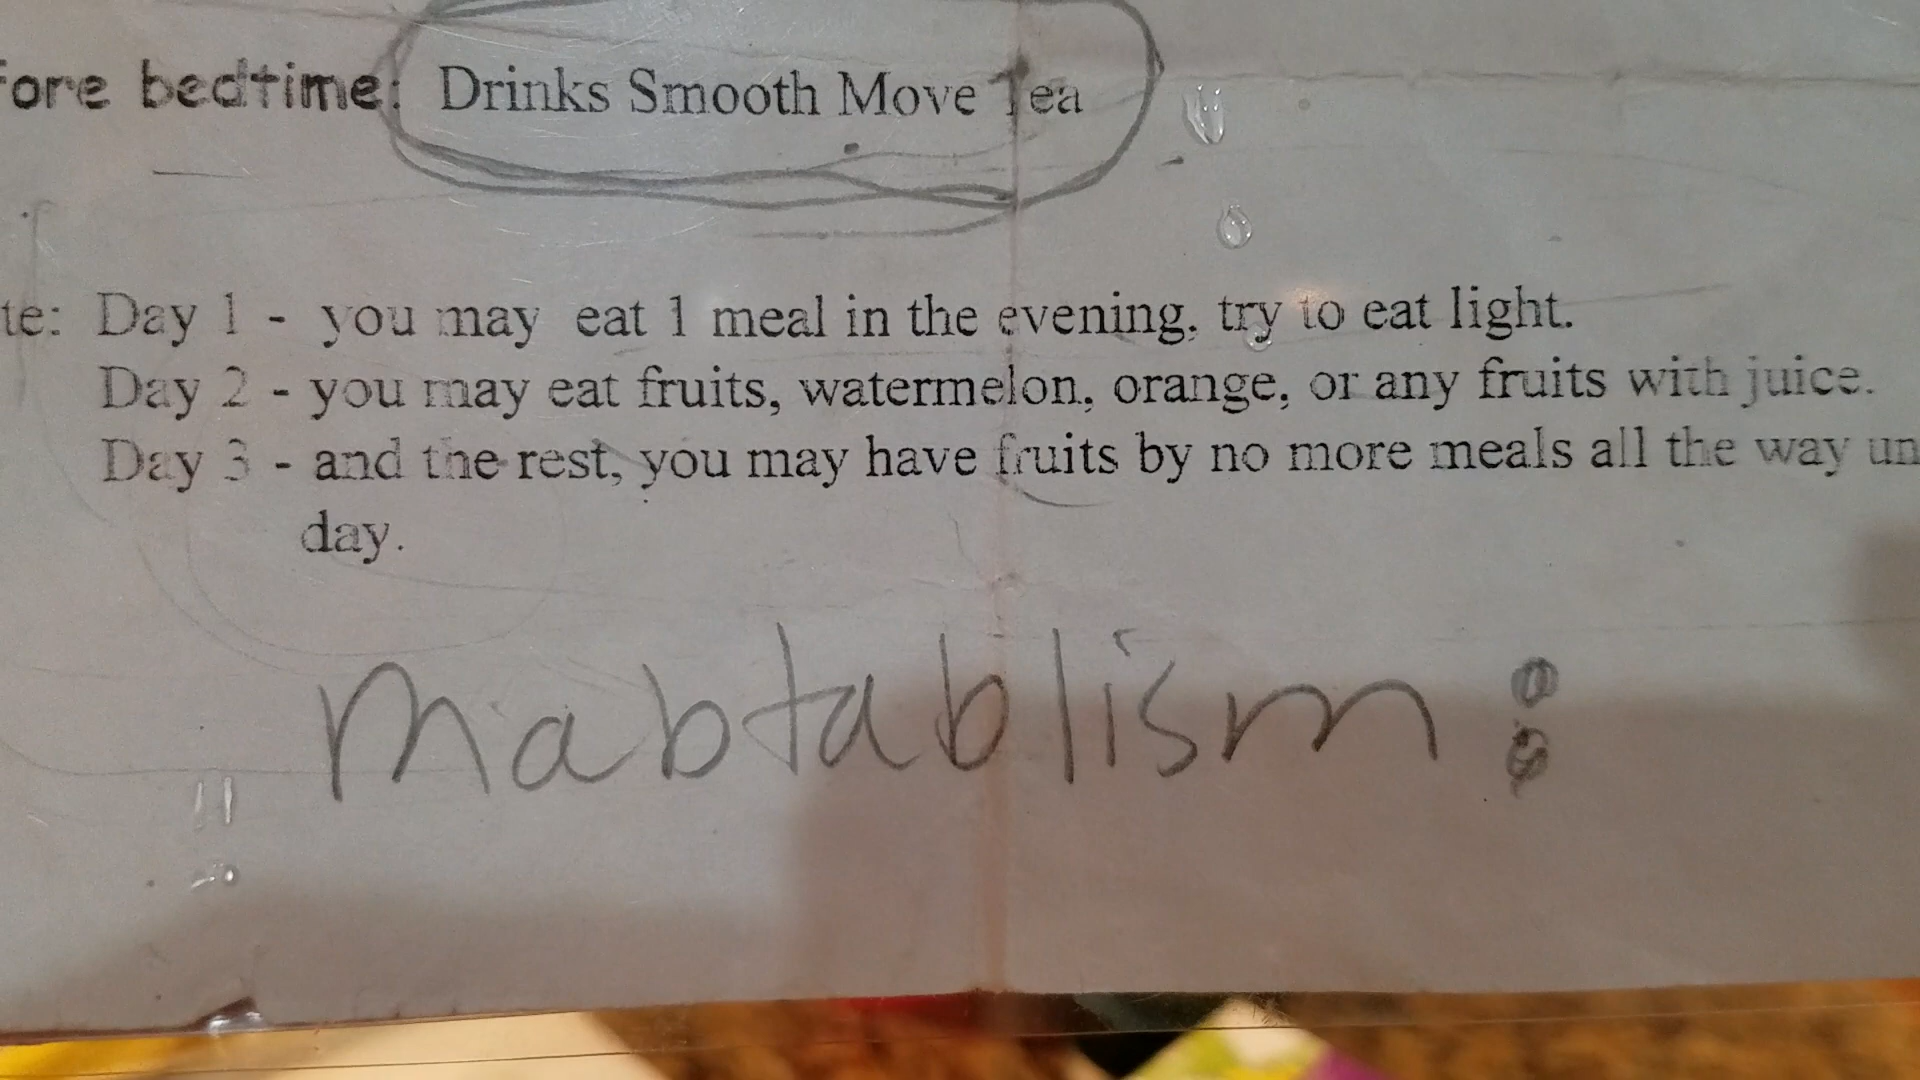 fore bedtime: Drinks Smooth Move Tea
te: Day 1 - you may eat 1 meal in the evening, try to eat light.
Day 2 - you may eat fruits, watermelon, orange, or any fruits with juice.
Day 3 - and the rest, you may have fruits by no more meals all the way un
day.
mabtablism: